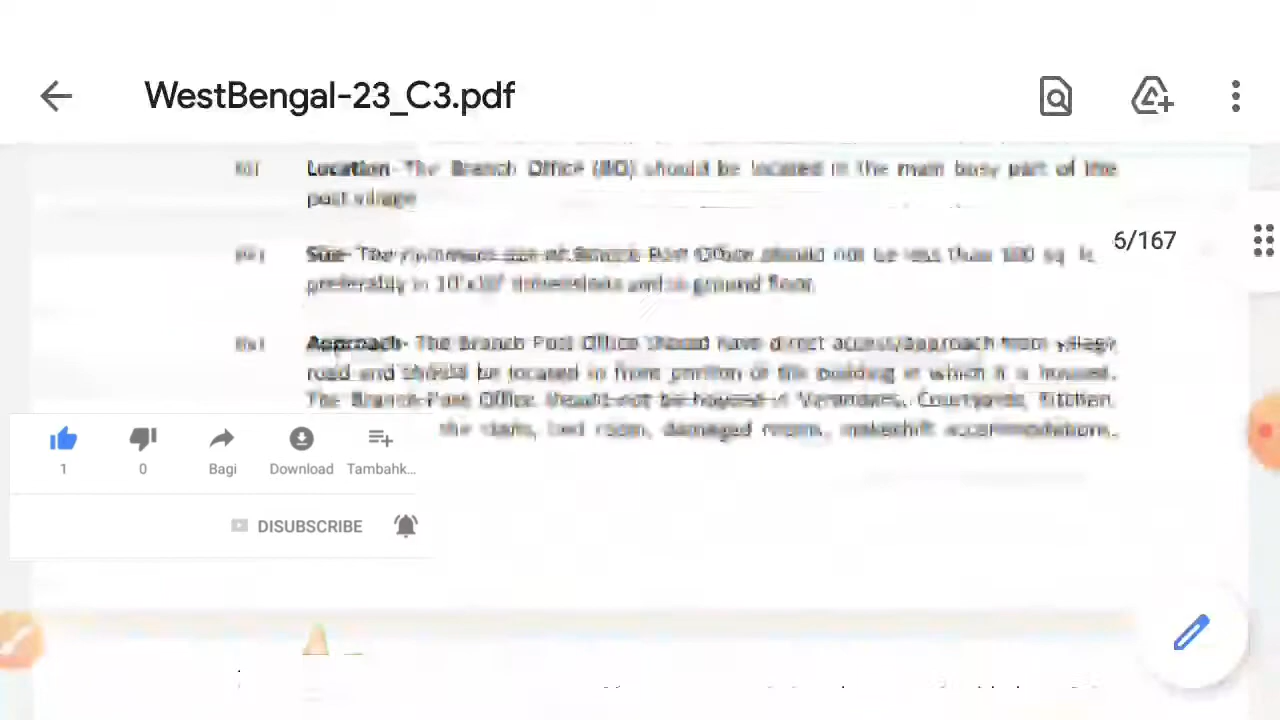 WestBengal-23_C3.pdf
Location- The Branch Office (BO) should be located in the main busy part of the
post village
6/167
Size- The minimum size of Branch Post Office should not be less than 100 sq
preferably in 10'x10' dimensions and in ground floor.
Approach- The Branch Post Office should have direct access/approach from village
road and should be located in front portion of the building in which it is housed.
The Branch Post Office should not be housed in Verandahs, Courtyards, Kitchen,
bed room, damaged rooms, makeshift accommodations,
1
0
Bagi
Download
Tambahk...
DISUBSCRIBE